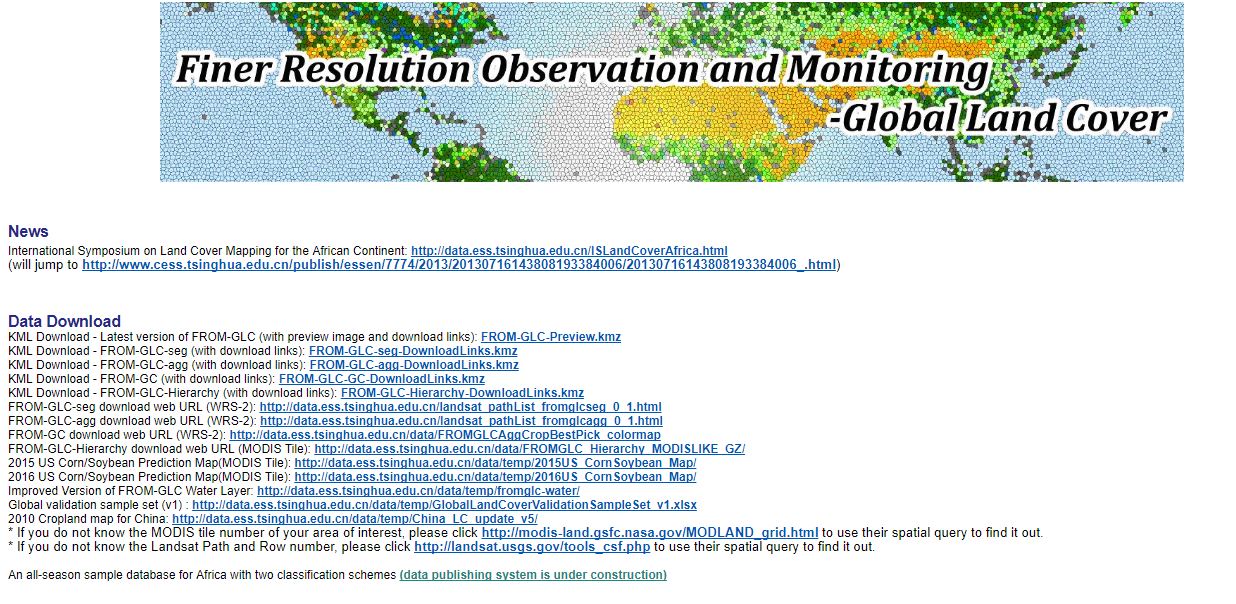 Finer Resolution Observation and Monitoring
-Global Land Cover
News
International Symposium on Land Cover Mapping for the African Continent: http://data.ess.tsinghua.edu.cn/ISLandCoverAfrica.html
(will jump to http://www.cess.tsinghua.edu.cn/publish/essen/7774/2013/20130716143808193384006/20130716143808193384006_.html)
Data Download
KML Download - Latest version of FROM-GLC (with preview image and download links): FROM-GLC-Preview.kmz
KML Download - FROM-GLC-seg (with download links): FROM-GLC-seg-DownloadLinks.kmz
KML Download - FROM-GLC-agg (with download links): FROM-GLC-agg-DownloadLinks.kmz
KML Download - FROM-GC (with download links): FROM-GLC-GC-DownloadLinks.kmz
KML Download - FROM-GLC-Hierarchy (with download links): FROM-GLC-Hierarchy-DownloadLinks.kmz
FROM-GLC-seg download web URL (WRS-2): http://data.ess.tsinghua.edu.cn/landsat_pathList_fromglcseg_0_1.html
FROM-GLC-agg download web URL (WRS-2): http://data.ess.tsinghua.edu.cn/landsat_pathList_fromglcagg_0_1.html
FROM-GC download web URL (WRS-2): http://data.ess.tsinghua.edu.cn/data/FROMGLCAggCropBestPick_colormap
FROM-GLC-Hierarchy download web URL (MODIS Tile): http://data.ess.tsinghua.edu.cn/data/FROMGLC_Hierarchy_MODISLIKE_GZ/
2015 US Corn/Soybean Prediction Map(MODIS Tile): http://data.ess.tsinghua.edu.cn/data/temp/2015US_CornSoybean_Map/
2016 US Corn/Soybean Prediction Map(MODIS Tile): http://data.ess.tsinghua.edu.cn/data/temp/2016US_CornSoybean_Map/
Improved Version of FROM-GLC Water Layer: http://data.ess.tsinghua.edu.cn/data/temp/fromglc-water/
Global validation sample set (v1) : http://data.ess.tsinghua.edu.cn/data/temp/GlobalLandCoverValidationSampleSet_v1.xlsx
2010 Cropland map for China: http://data.ess.tsinghua.edu.cn/data/temp/China_LC_update_v5/
* If you do not know the MODIS tile number of your area of interest, please click http://modis-land.gsfc.nasa.gov/MODLAND_grid.html to use their spatial query to find it out.
* If you do not know the Landsat Path and Row number, please click http://landsat.usgs.gov/tools_csf.php to use their spatial query to find it out.
An all-season sample database for Africa with two classification schemes (data publishing system is under construction)